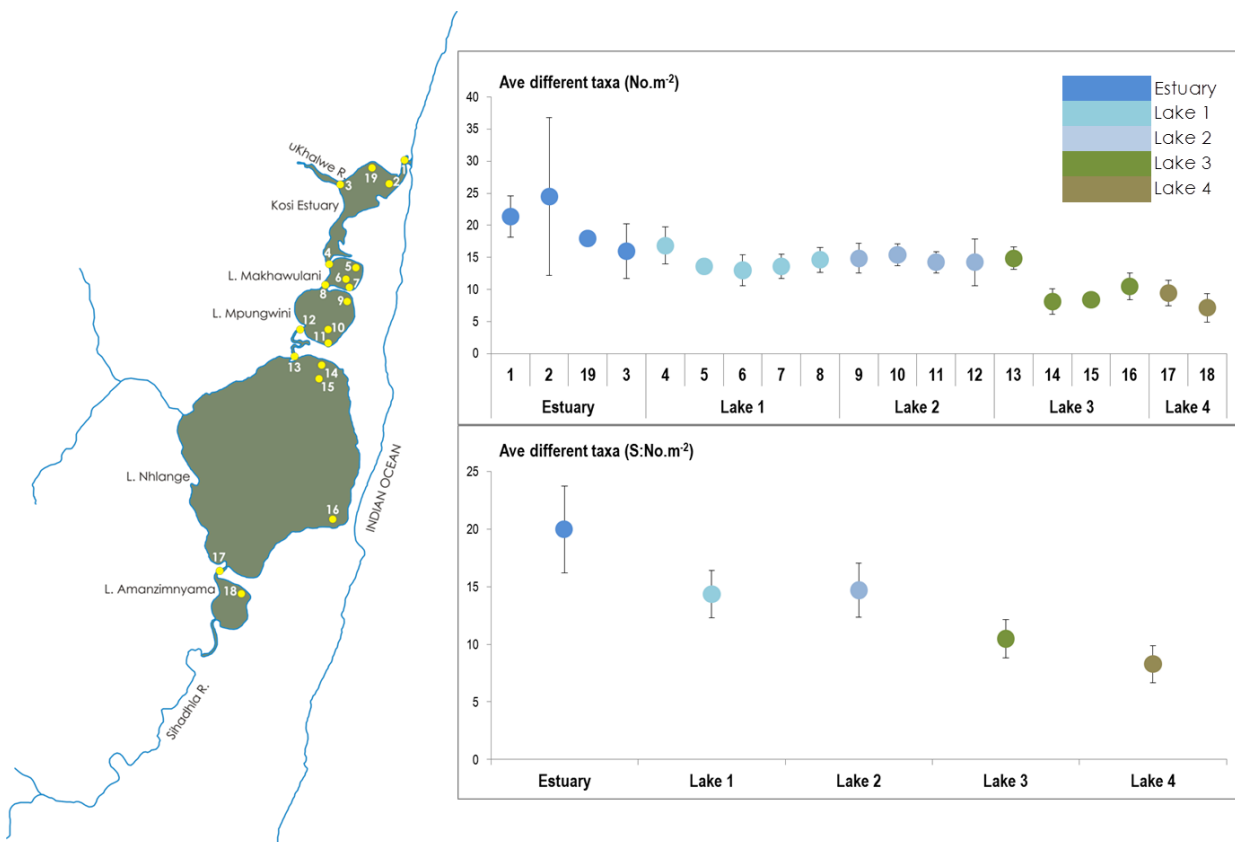 uKhalwe R.
1
19
2
3
Kosi Estuary
4
5
L. Makhawulani
6
7
8
9
L. Mpungwini
12
10
11
13
14
15
L. Nhlange
16
INDIAN OCEAN
17
L. Amanzimnyama
18
Sihadhla R.
Ave different taxa (No.m-2)
Estuary
Lake 1
Lake 2
Lake 3
Lake 4
40
35
30
25
20
15
10
5
0
1 2 19 3 4 5 6 7 8 9 10 11 12 13 14 15 16 17 18
Estuary Lake 1 Lake 2 Lake 3 Lake 4
Ave different taxa (S:No.m-2)
25
20
15
10
5
0
Estuary Lake 1 Lake 2 Lake 3 Lake 4